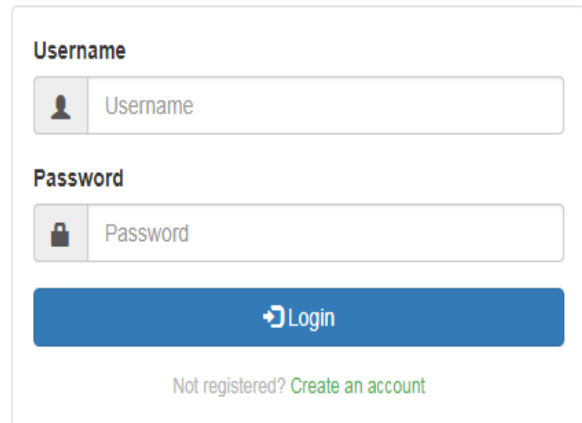 Username
Username
Password
Password
Login
Not registered? Create an account